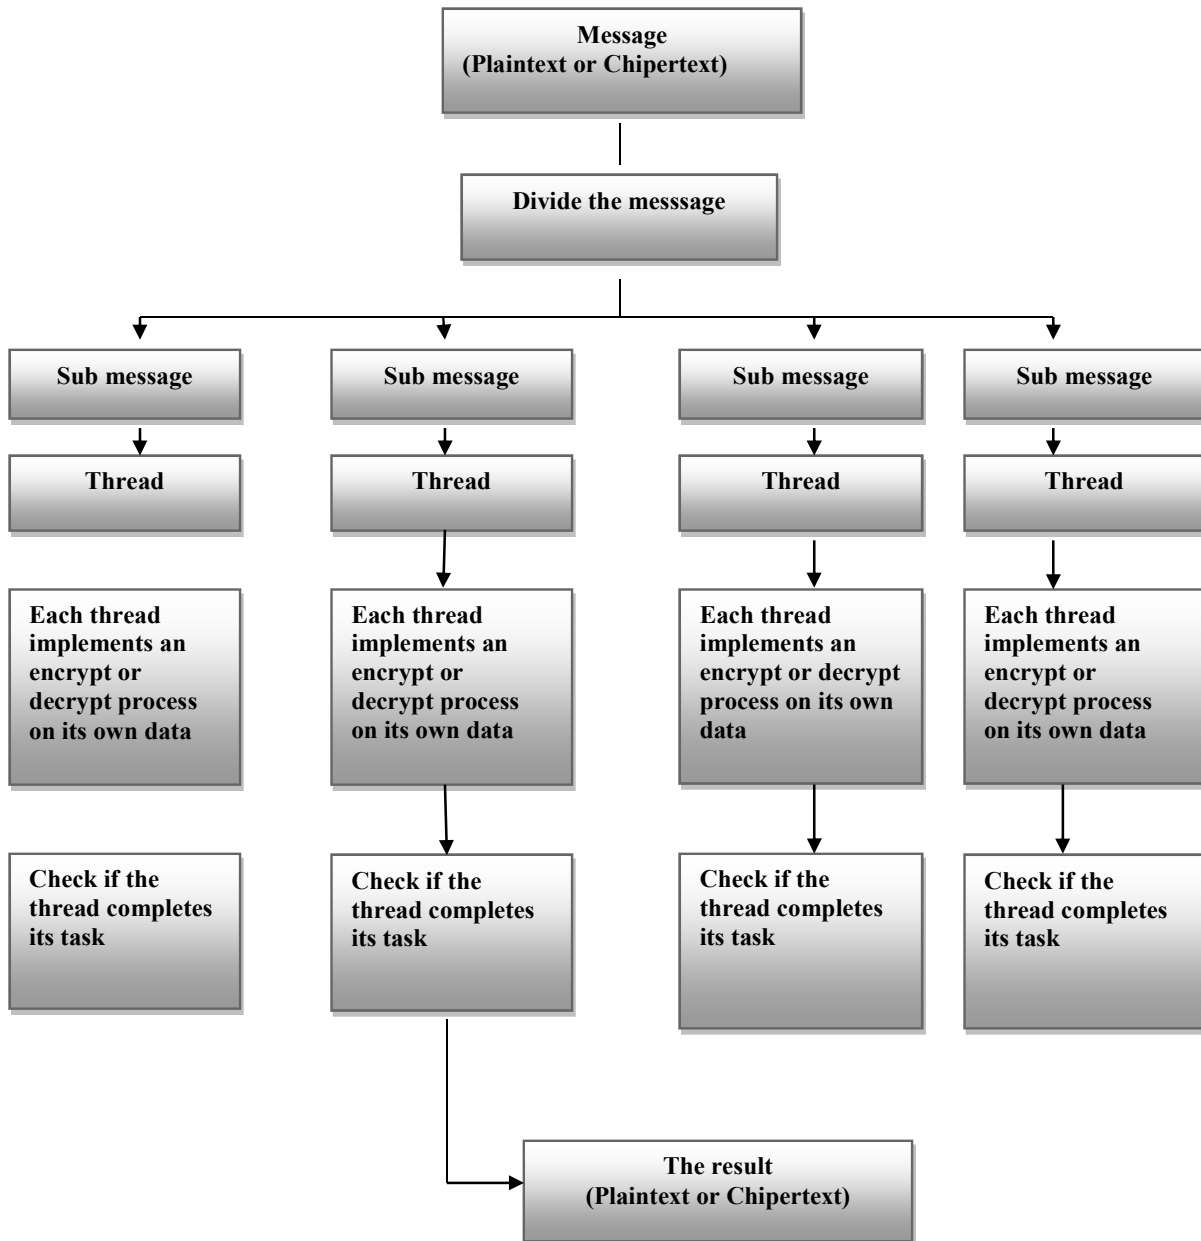 Message
(Plaintext or Chipertext)
Divide the messsage
Sub message
Sub message
Sub message
Sub message
Thread
Thread
Thread
Thread
Each thread
implements an
encrypt or
decrypt process
on its own data
Each thread
implements an
encrypt or
decrypt process
on its own data
Each thread
implements an
encrypt or decrypt
process on its own
data
Each thread
implements an
encrypt or
decrypt process
on its own data
Check if the
thread completes
its task
Check if the
thread completes
its task
Check if the
thread completes
its task
Check if the
thread completes
its task
The result
(Plaintext or Chipertext)